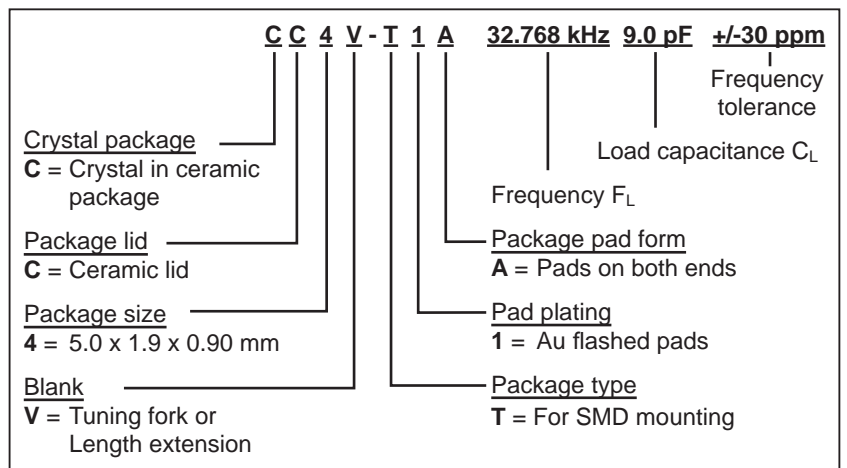 C C 4 V - T 1 A 32.768 kHz 9.0 pF +/-30 ppm
Frequency
tolerance
Load capacitance CL
Frequency FL
Crystal package
C = Crystal in ceramic
package
Package lid
C = Ceramic lid
Package size
4 = 5.0 x 1.9 x 0.90 mm
Blank
V = Tuning fork or
Length extension
Package pad form
A = Pads on both ends
Pad plating
1 = Au flashed pads
Package type
T = For SMD mounting